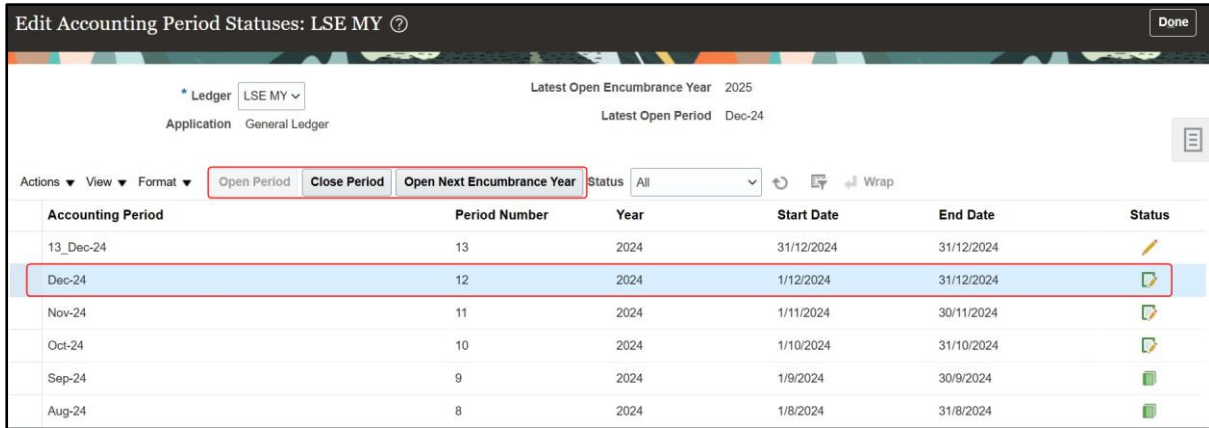 Edit Accounting Period Statuses: LSE MY
Done
* Ledger LSE MY
Latest Open Encumbrance Year 2025
Application General Ledger
Latest Open Period Dec-24
Actions View Format Open Period Close Period Open Next Encumbrance Year Status All Wrap
Accounting Period Period Number Year Start Date End Date Status
13_Dec-24 13 2024 31/12/2024 31/12/2024
Dec-24 12 2024 1/12/2024 31/12/2024
Nov-24 11 2024 1/11/2024 30/11/2024
Oct-24 10 2024 1/10/2024 31/10/2024
Sep-24 9 2024 1/9/2024 30/9/2024
Aug-24 8 2024 1/8/2024 31/8/2024